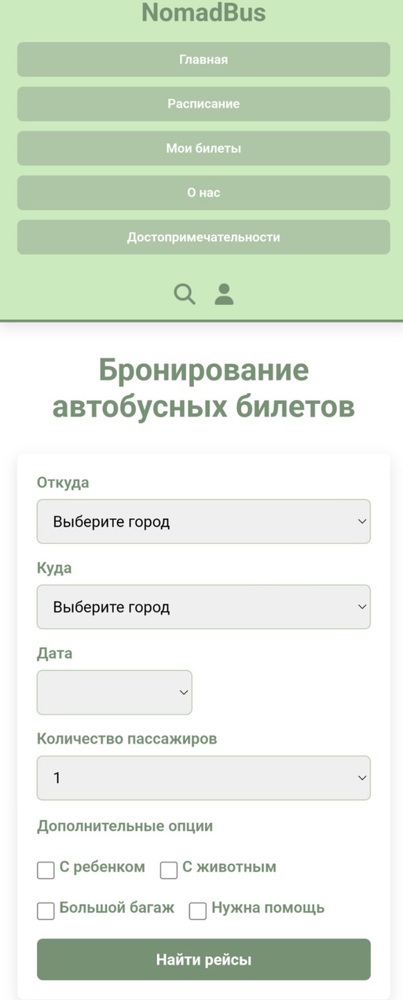 NomadBus
Главная
Расписание
Мои билеты
О нас
Достопримечательности
Бронирование
автобусных билетов
Откуда
Выберите город
Куда
Выберите город
Дата
Количество пассажиров
1
Дополнительные опции
С ребенком С животным
Большой багаж Нужна помощь
Найти рейсы